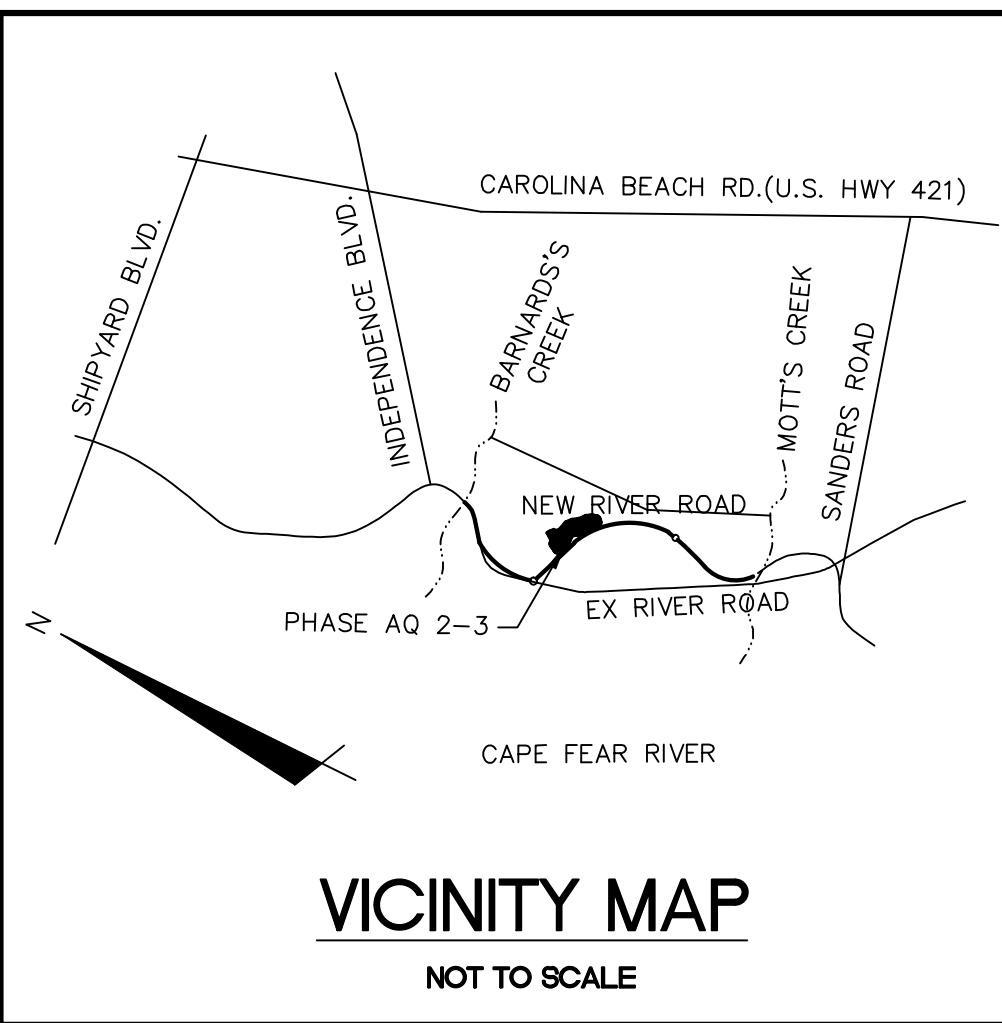 CAROLINA BEACH RD.(U.S. HWY 421)
SHIPYARD BLVD.
INDEPENDENCE BLVD.
BARNARDS'S
CREEK
MOTT'S CREEK
SANDERS ROAD
NEW RIVER ROAD
EX RIVER ROAD
PHASE AQ 2-3
N
CAPE FEAR RIVER
VICINITY MAP
NOT TO SCALE